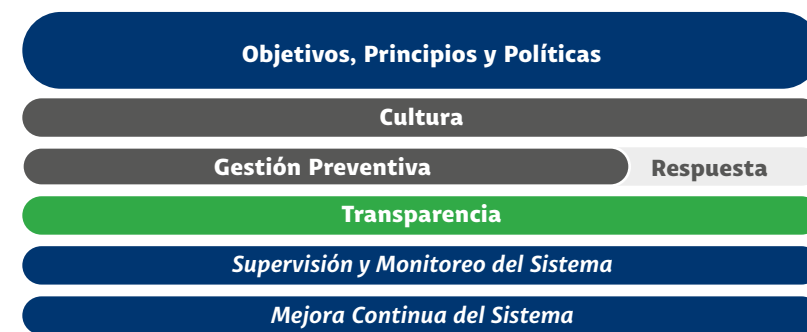 Objetivos, Principios y Políticas
Cultura
Gestión Preventiva Respuesta
Transparencia
Supervisión y Monitoreo del Sistema
Mejora Continua del Sistema